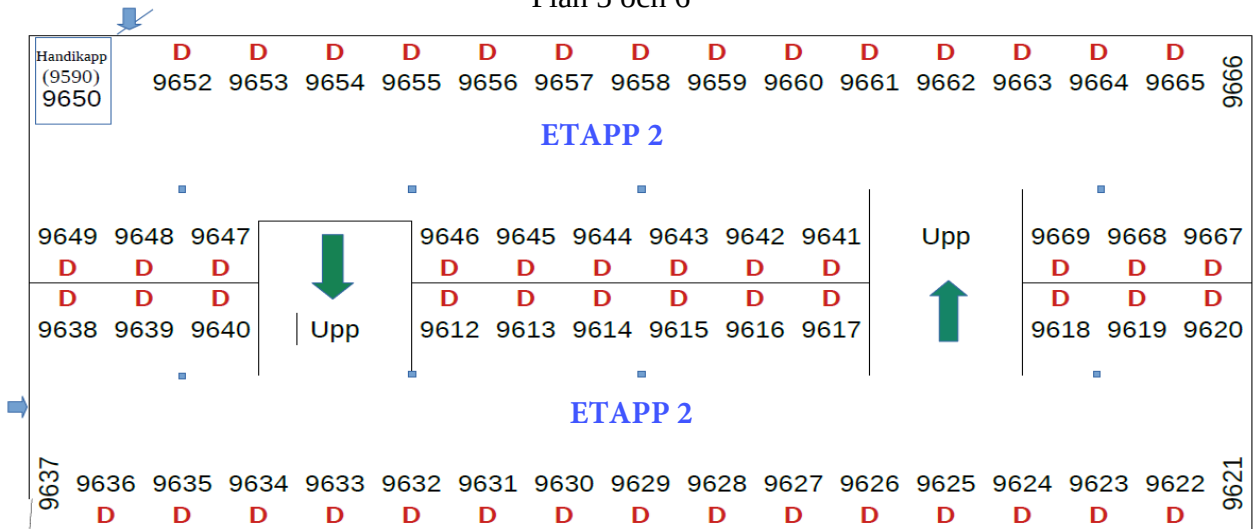 Plan 5 och 6
Handikapp
(9590)
9650
D D D D D D D D D D D D D D
9652 9653 9654 9655 9656 9657 9658 9659 9660 9661 9662 9663 9664 9665 9666
ETAPP 2
9649 9648 9647 9646 9645 9644 9643 9642 9641 Upp 9669 9668 9667
D D D D D D D D D D D D
D D D D D D D D D D D D
9638 9639 9640 Upp 9612 9613 9614 9615 9616 9617 9618 9619 9620
ETAPP 2
9637 9636 9635 9634 9633 9632 9631 9630 9629 9628 9627 9626 9625 9624 9623 9622 9621
D D D D D D D D D D D D D D D